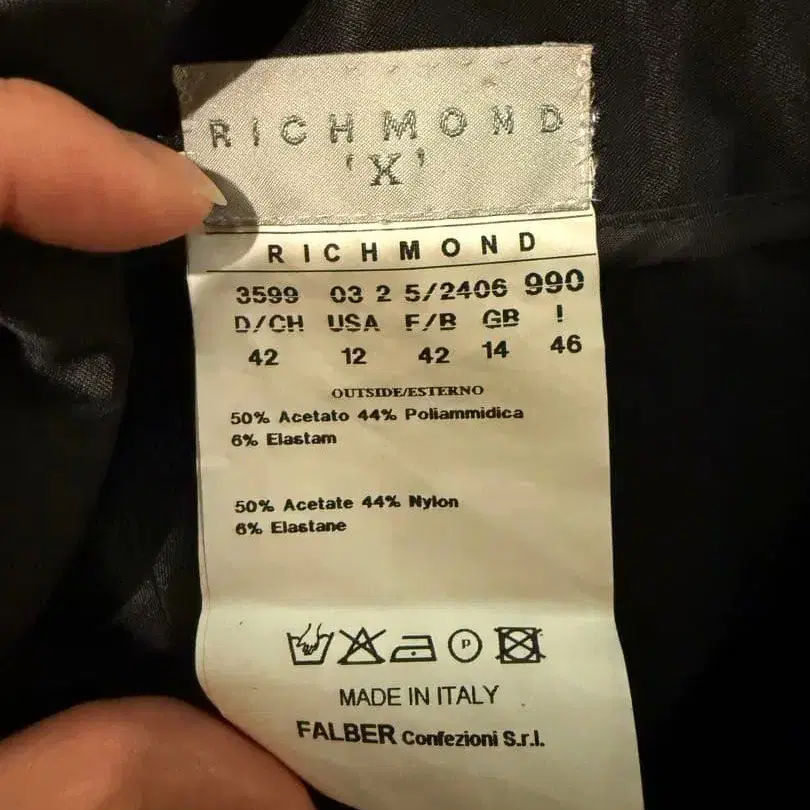 RICHMOND
'X'
RICHMOND
3599 03 2 5/2406 990
D/CH USA F/B GB !
42 12 42 14 46
OUTSIDE/ESTERNO
50% Acetato 44% Poliammidica
6% Elastam
50% Acetate 44% Nylon
6% Elastane
P
MADE IN ITALY
FALBER Confezioni S.r.l.